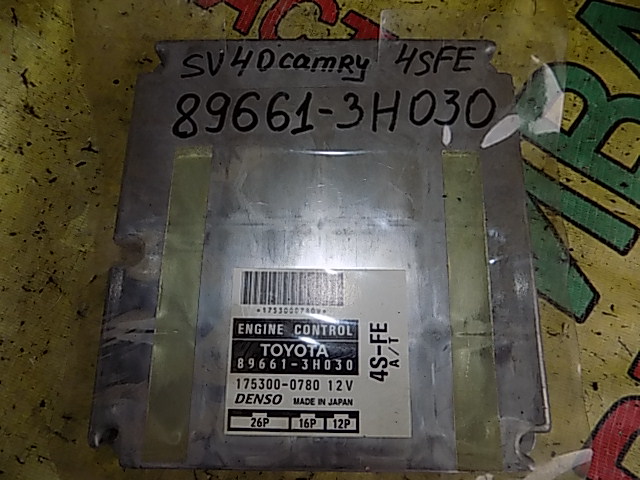 SV40 camry 4SFE
89661-3H030
*1753000780V*
ENGINE CONTROL
TOYOTA
89661-3H030
175300-0780 12V
DENSO MADE IN JAPAN
26P 16P 12P
4S-FE
A/T